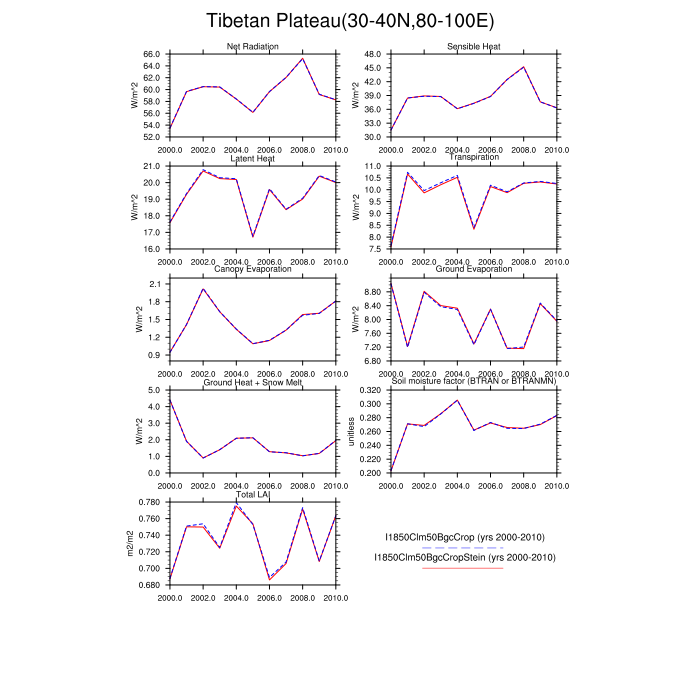 Tibetan Plateau(30-40N,80-100E)
Net Radiation
W/m^2
66.0
64.0
62.0
60.0
58.0
56.0
54.0
52.0
2000.0 2002.0 2004.0 2006.0 2008.0 2010.0
Sensible Heat
W/m^2
48.0
45.0
42.0
39.0
36.0
33.0
30.0
2000.0 2002.0 2004.0 2006.0 2008.0 2010.0
Latent Heat
W/m^2
21.0
20.0
19.0
18.0
17.0
16.0
2000.0 2002.0 2004.0 2006.0 2008.0 2010.0
Transpiration
W/m^2
11.0
10.5
10.0
9.5
9.0
8.5
8.0
7.5
2000.0 2002.0 2004.0 2006.0 2008.0 2010.0
Canopy Evaporation
W/m^2
2.1
1.8
1.5
1.2
0.9
2000.0 2002.0 2004.0 2006.0 2008.0 2010.0
Ground Evaporation
W/m^2
8.80
8.40
8.00
7.60
7.20
6.80
2000.0 2002.0 2004.0 2006.0 2008.0 2010.0
Ground Heat + Snow Melt
W/m^2
5.0
4.0
3.0
2.0
1.0
0.0
2000.0 2002.0 2004.0 2006.0 2008.0 2010.0
Soil moisture factor (BTRAN or BTRANMN)
unitless
0.320
0.300
0.280
0.260
0.240
0.220
0.200
2000.0 2002.0 2004.0 2006.0 2008.0 2010.0
Total LAI
m2/m2
0.780
0.760
0.740
0.720
0.700
0.680
2000.0 2002.0 2004.0 2006.0 2008.0 2010.0
I1850Clm50BgcCrop (yrs 2000-2010)
I1850Clm50BgcCropStein (yrs 2000-2010)